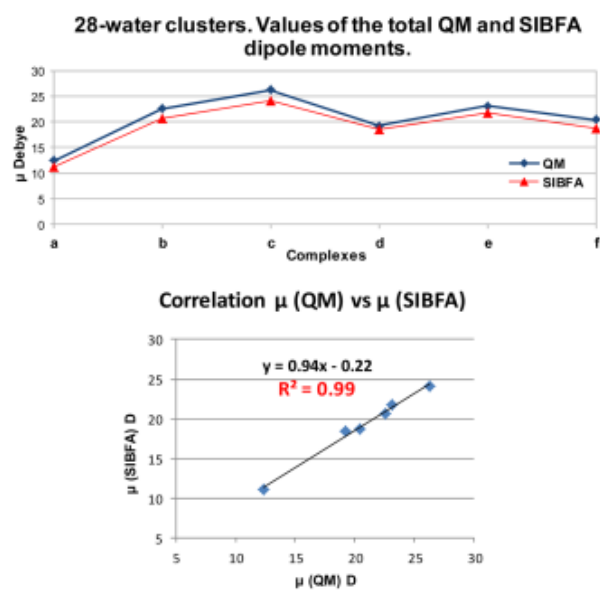 28-water clusters. Values of the total QM and SIBFA
dipole moments.
30
25
20
15
10
5
0
μ Debye
QM
SIBFA
a b c d e f
Complexes
Correlation μ (QM) vs μ (SIBFA)
30
25
20
15
10
5
μ (SIBFA) D
y = 0.94x - 0.22
R² = 0.99
5 10 15 20 25 30
μ (QM) D